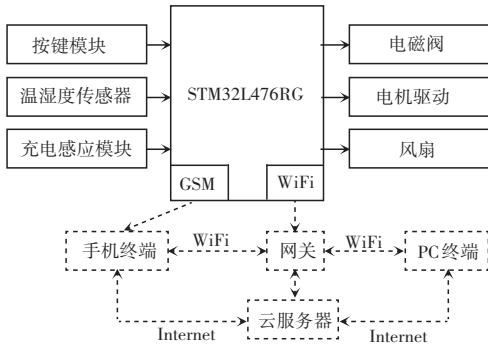 按键模块
电磁阀
温湿度传感器
STM32L476RG
电机驱动
充电感应模块
风扇
GSM
WiFi
手机终端
WiFi
网关
WiFi
PC终端
云服务器
Internet
Internet